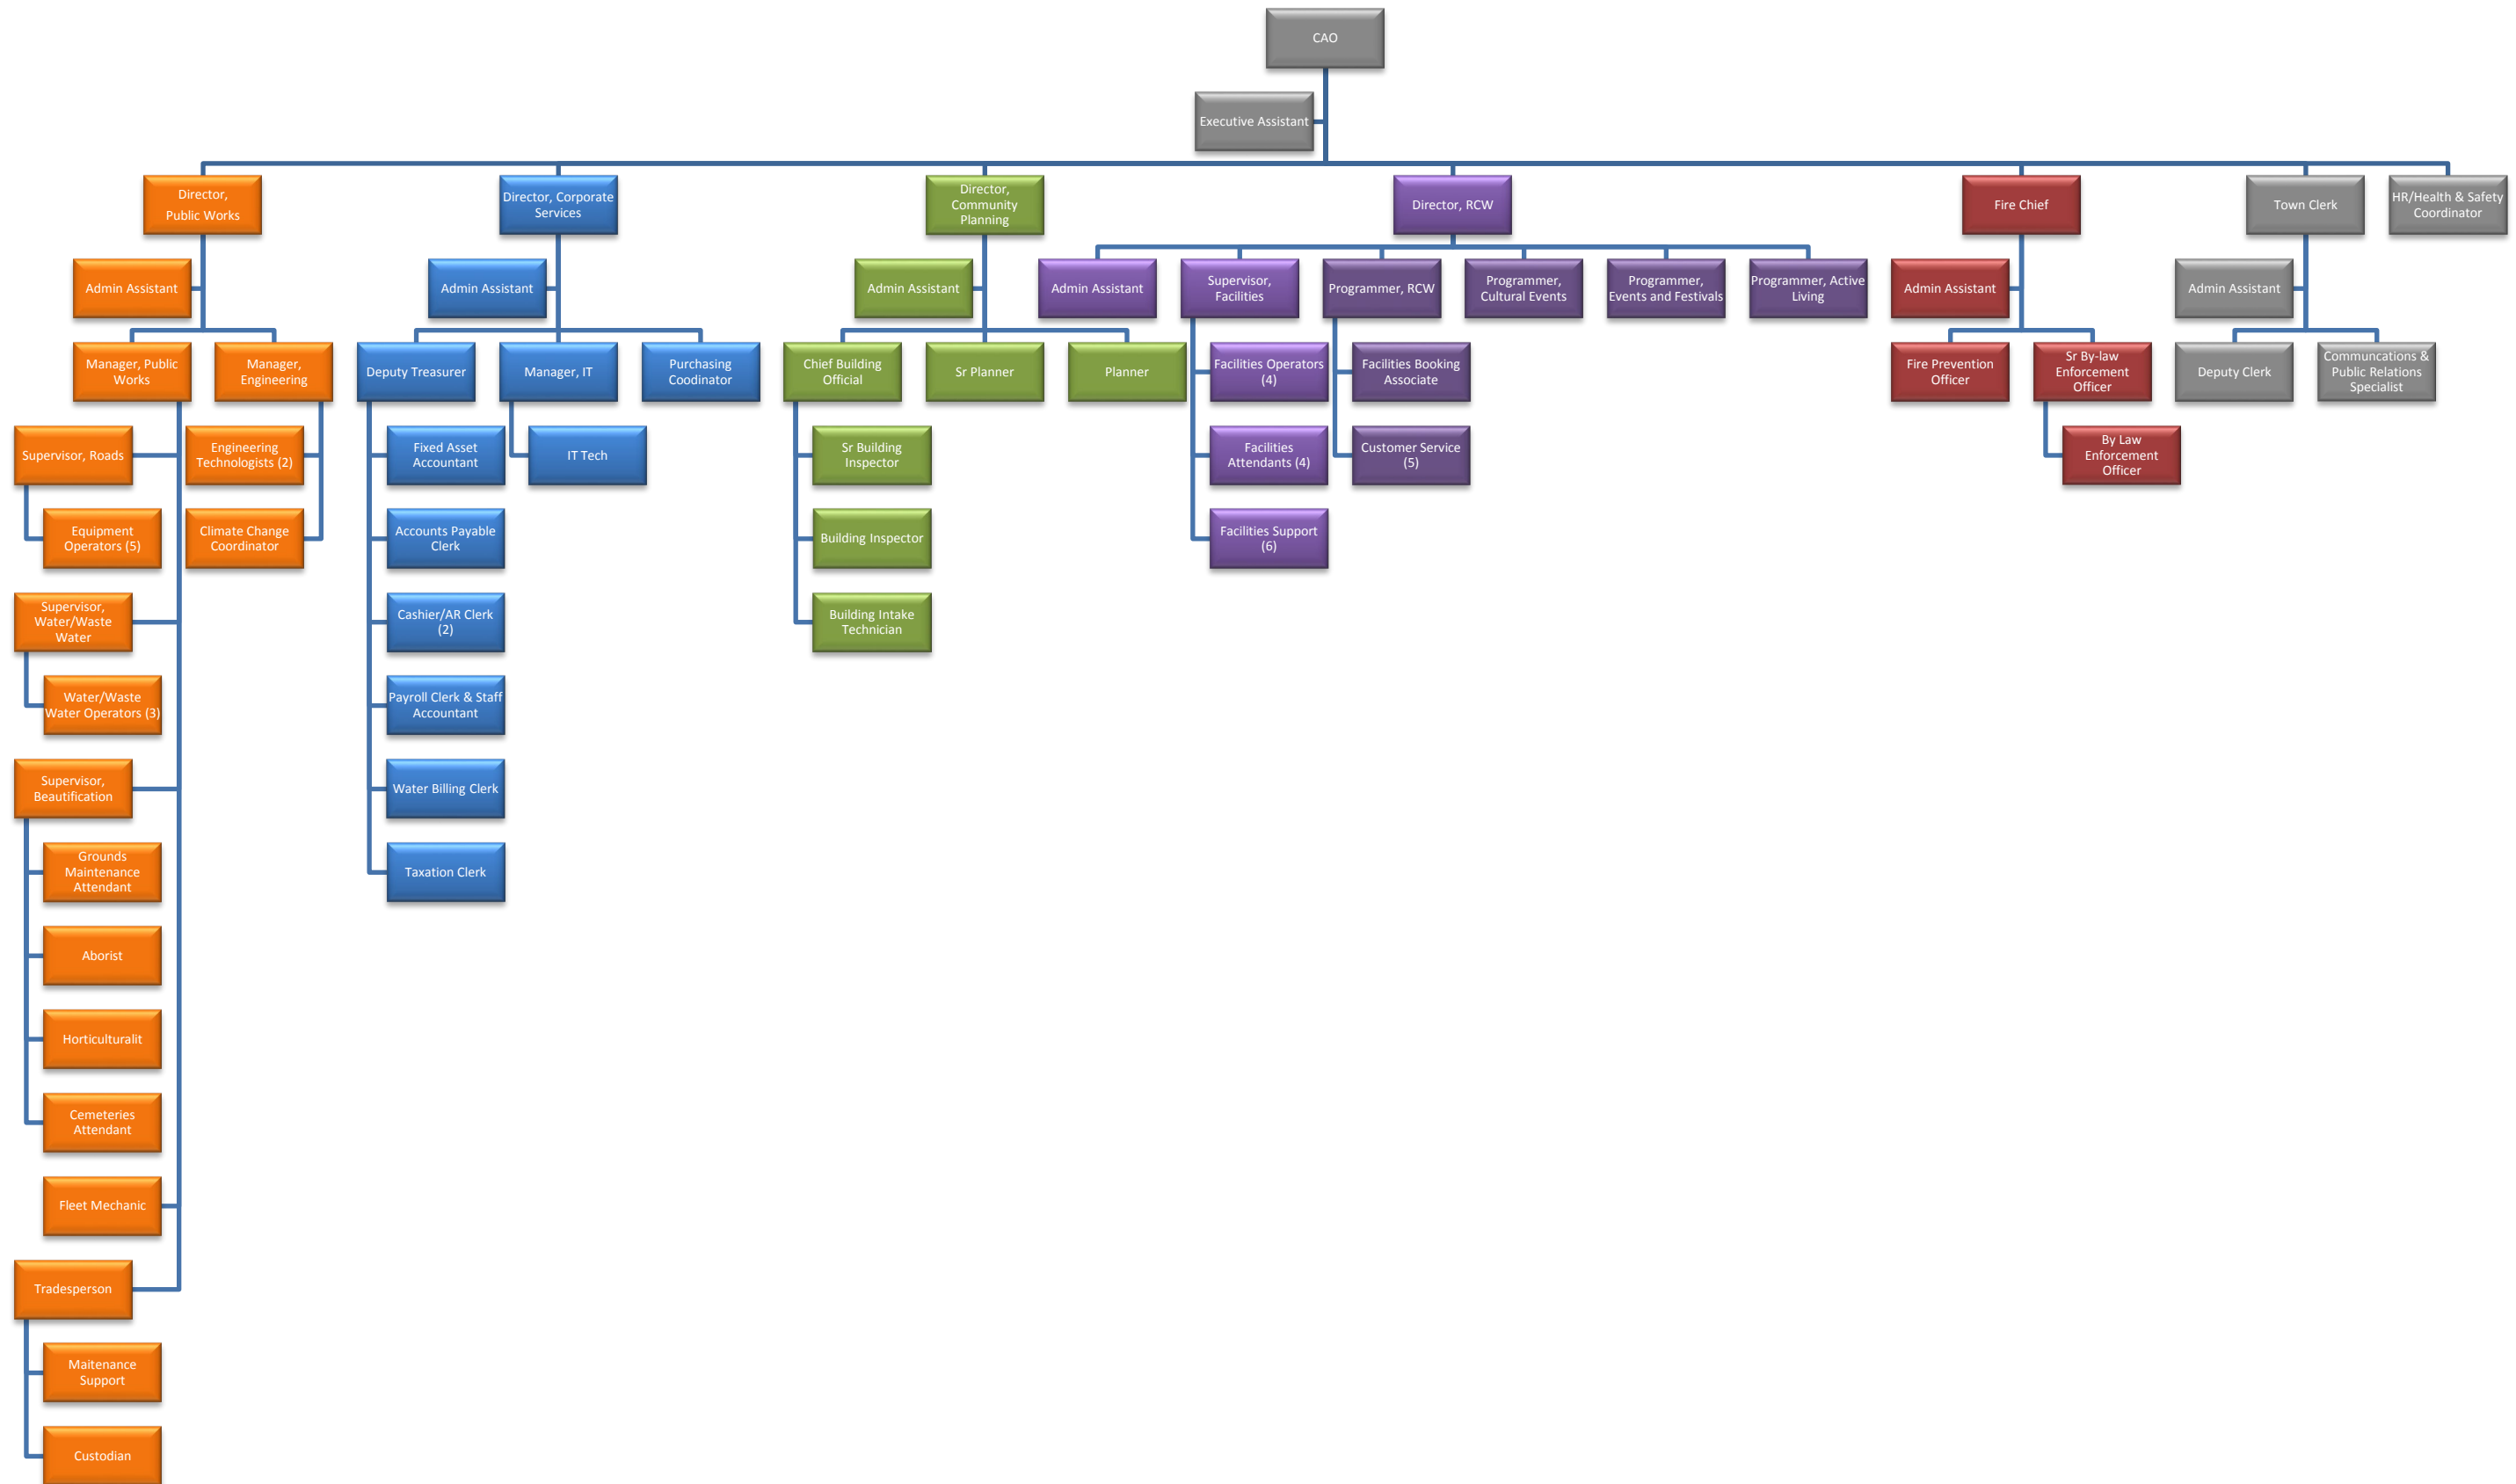 CAO
Executive Assistant
Director,
Public Works
Director, Corporate
Services
Director,
Community
Planning
Director, RCW
Fire Chief
Town Clerk
HR/Health & Safety
Coordinator
Admin Assistant
Admin Assistant
Admin Assistant
Admin Assistant
Supervisor,
Facilities
Programmer, RCW
Programmer,
Cultural Events
Programmer,
Events and Festivals
Programmer, Active
Living
Admin Assistant
Admin Assistant
Manager, Public
Works
Manager,
Engineering
Deputy Treasurer
Manager, IT
Purchasing
Coodinator
Chief Building
Official
Sr Planner
Planner
Facilities Operators
(4)
Facilities Booking
Associate
Fire Prevention
Officer
Sr By-law
Enforcement
Officer
Deputy Clerk
Communcations &
Public Relations
Specialist
Supervisor, Roads
Engineering
Technologists (2)
Fixed Asset
Accountant
IT Tech
Sr Building
Inspector
Facilities
Attendants (4)
Customer Service
(5)
By Law
Enforcement
Officer
Equipment
Operators (5)
Climate Change
Coordinator
Accounts Payable
Clerk
Building Inspector
Facilities Support
(6)
Supervisor,
Water/Waste
Water
Cashier/AR Clerk
(2)
Building Intake
Technician
Water/Waste
Water Operators (3)
Payroll Clerk & Staff
Accountant
Supervisor,
Beautification
Water Billing Clerk
Grounds
Maintenance
Attendant
Taxation Clerk
Aborist
Horticulturalit
Cemeteries
Attendant
Fleet Mechanic
Tradesperson
Maitenance
Support
Custodian